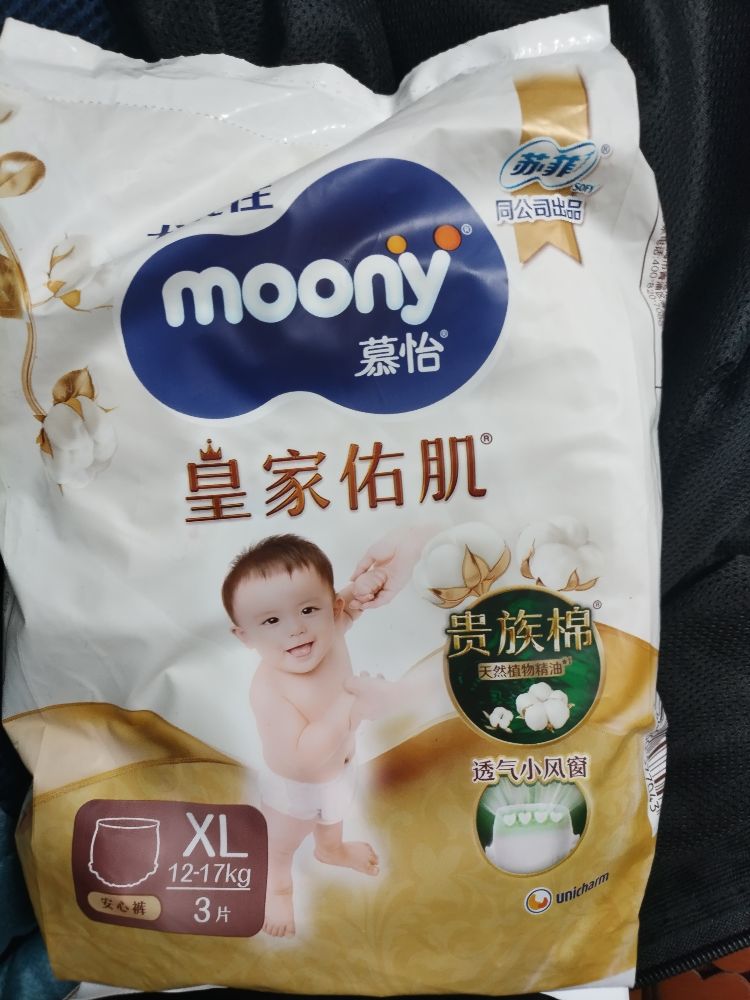 苏菲®
SOFY
同公司出品
moony®
慕怡®
皇家佑肌®
贵族棉®
天然植物精油*1
透气小风窗
XL
12-17kg
3片
安心裤
unicharm